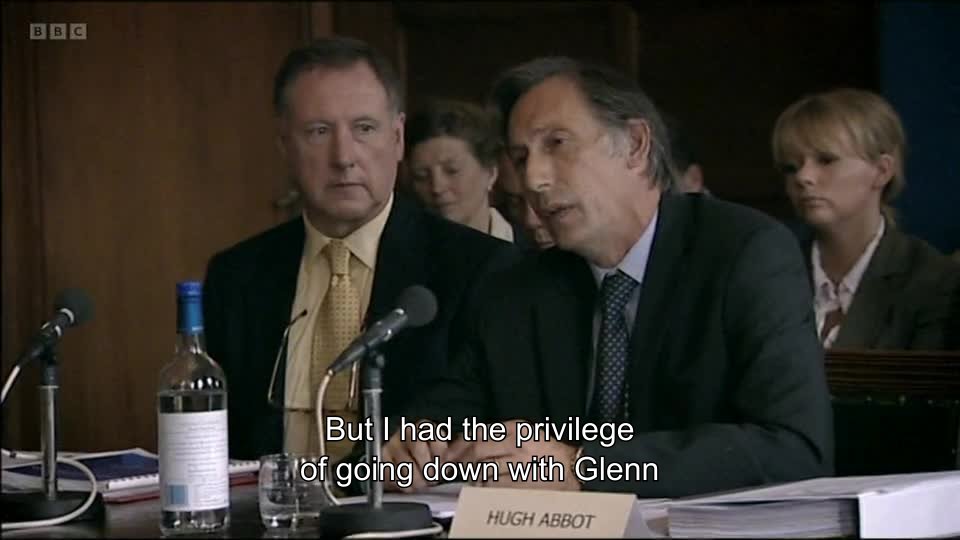 BBC
But I had the privilege
of going down with Glenn
HUGH ABBOT